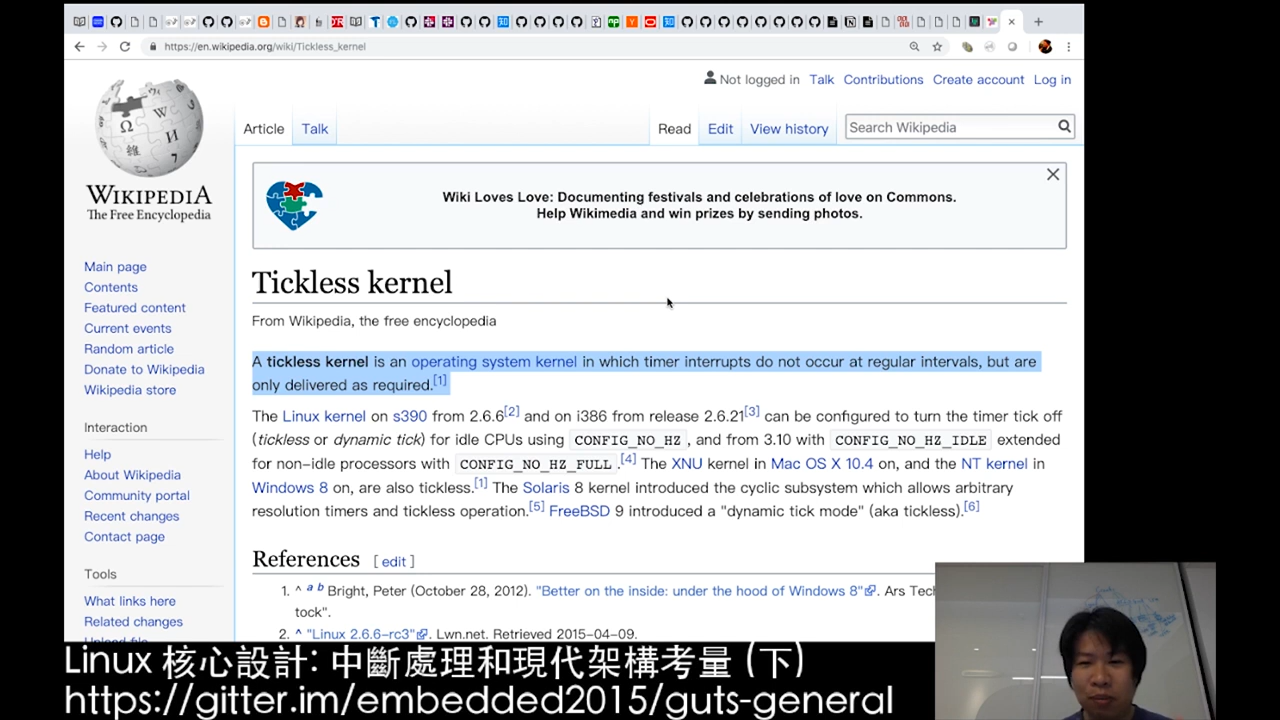 https://en.wikipedia.org/wiki/Tickless_kernel
Not logged in Talk Contributions Create account Log in
Article Talk Read Edit View history Search Wikipedia
WIKIPEDIA
The Free Encyclopedia
Wiki Loves Love: Documenting festivals and celebrations of love on Commons.
Help Wikimedia and win prizes by sending photos.
Main page
Contents
Featured content
Current events
Random article
Donate to Wikipedia
Wikipedia store
Interaction
Help
About Wikipedia
Community portal
Recent changes
Contact page
Tools
What links here
Related changes
Upload file
Tickless kernel
From Wikipedia, the free encyclopedia
A tickless kernel is an operating system kernel in which timer interrupts do not occur at regular intervals, but are
only delivered as required.[1]
The Linux kernel on s390 from 2.6.6[2] and on i386 from release 2.6.21[3] can be configured to turn the timer tick off
(tickless or dynamic tick) for idle CPUs using CONFIG_NO_HZ, and from 3.10 with CONFIG_NO_HZ_IDLE extended
for non-idle processors with CONFIG_NO_HZ_FULL.[4] The XNU kernel in Mac OS X 10.4 on, and the NT kernel in
Windows 8 on, are also tickless.[1] The Solaris 8 kernel introduced the cyclic subsystem which allows arbitrary
resolution timers and tickless operation.[5] FreeBSD 9 introduced a "dynamic tick mode" (aka tickless).[6]
References [ edit ]
1. ^ a b Bright, Peter (October 28, 2012). "Better on the inside: under the hood of Windows 8". Ars Tech
tock".
2. ^ "Linux 2.6.6-rc3". Lwn.net. Retrieved 2015-04-09.
Linux 核心設計: 中斷處理和現代架構考量 (下)
https://gitter.im/embedded2015/guts-general